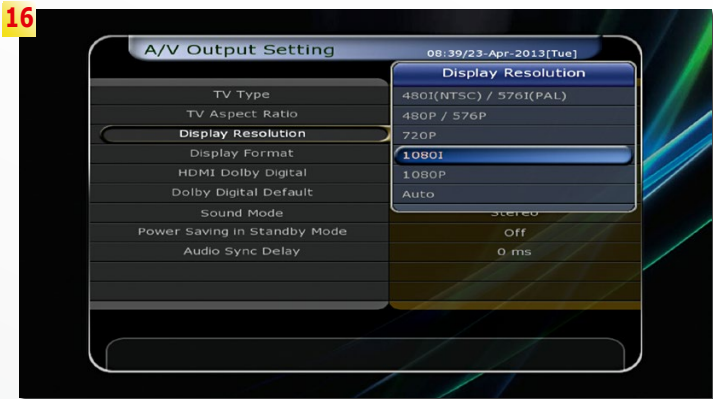 16
A/V Output Setting
08:39/23-Apr-2013[Tue]
Display Resolution
TV Type
480I(NTSC) / 576I(PAL)
TV Aspect Ratio
480P / 576P
Display Resolution
720P
Display Format
1080I
HDMI Dolby Digital
1080P
Dolby Digital Default
Auto
Sound Mode
Stereo
Power Saving in Standby Mode
Off
Audio Sync Delay
0 ms